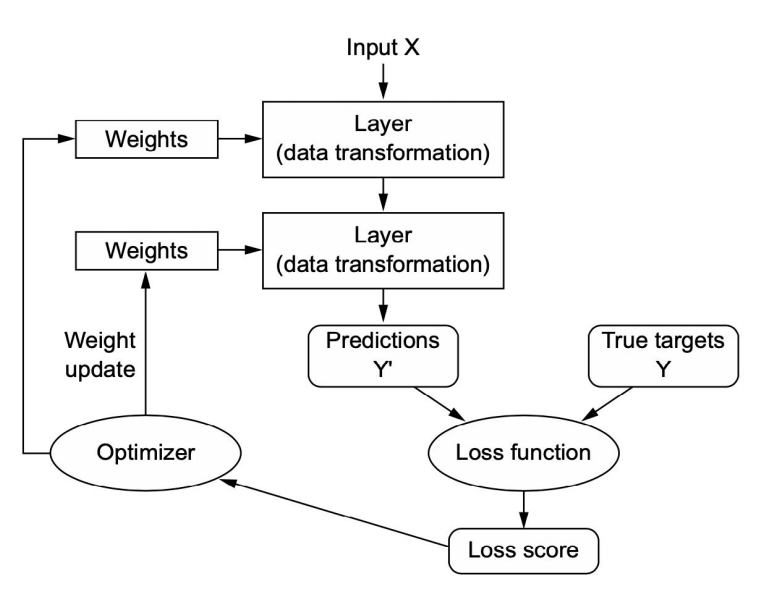 Input X
Weights
Layer
(data transformation)
Weights
Layer
(data transformation)
Weight
update
Predictions
Y'
True targets
Y
Optimizer
Loss function
Loss score